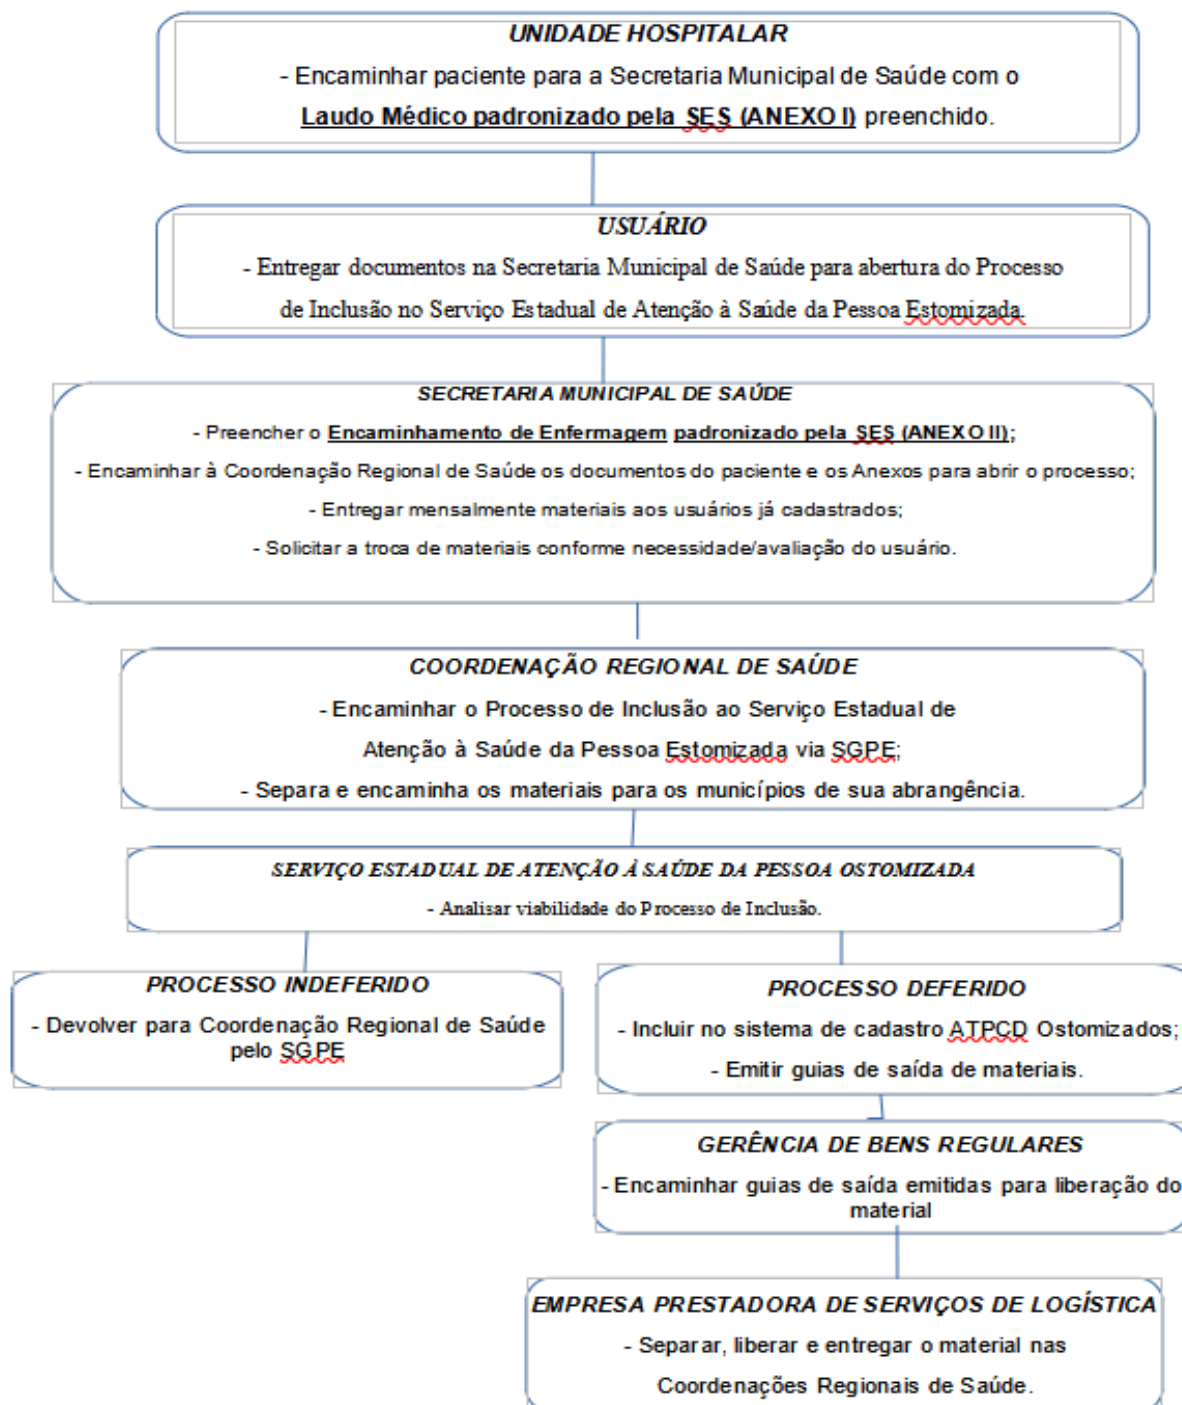 UNIDADE HOSPITALAR
- Encaminhar paciente para a Secretaria Municipal de Saúde com o
Laudo Médico padronizado pela SES (ANEXO I) preenchido.
USUÁRIO
- Entregar documentos na Secretaria Municipal de Saúde para abertura do Processo
de Inclusão no Serviço Estadual de Atenção à Saúde da Pessoa Estomizada.
SECRETARIA MUNICIPAL DE SAÚDE
- Preencher o Encaminhamento de Enfermagem padronizado pela SES (ANEXO II);
- Encaminhar à Coordenação Regional de Saúde os documentos do paciente e os Anexos para abrir o processo;
- Entregar mensalmente materiais aos usuários já cadastrados;
- Solicitar a troca de materiais conforme necessidade/avaliação do usuário.
COORDENAÇÃO REGIONAL DE SAÚDE
- Encaminhar o Processo de Inclusão ao Serviço Estadual de
Atenção à Saúde da Pessoa Estomizada via SGPE;
- Separa e encaminha os materiais para os municípios de sua abrangência.
SERVIÇO ESTADUAL DE ATENÇÃO À SAÚDE DA PESSOA OSTOMIZADA
- Analisar viabilidade do Processo de Inclusão.
PROCESSO INDEFERIDO
- Devolver para Coordenação Regional de Saúde
pelo SGPE
PROCESSO DEFERIDO
- Incluir no sistema de cadastro ATPCD Ostomizados;
- Emitir guias de saída de materiais.
GERÊNCIA DE BENS REGULARES
- Encaminhar guias de saída emitidas para liberação do
material
EMPRESA PRESTADORA DE SERVIÇOS DE LOGÍSTICA
- Separar, liberar e entregar o material nas
Coordenações Regionais de Saúde.